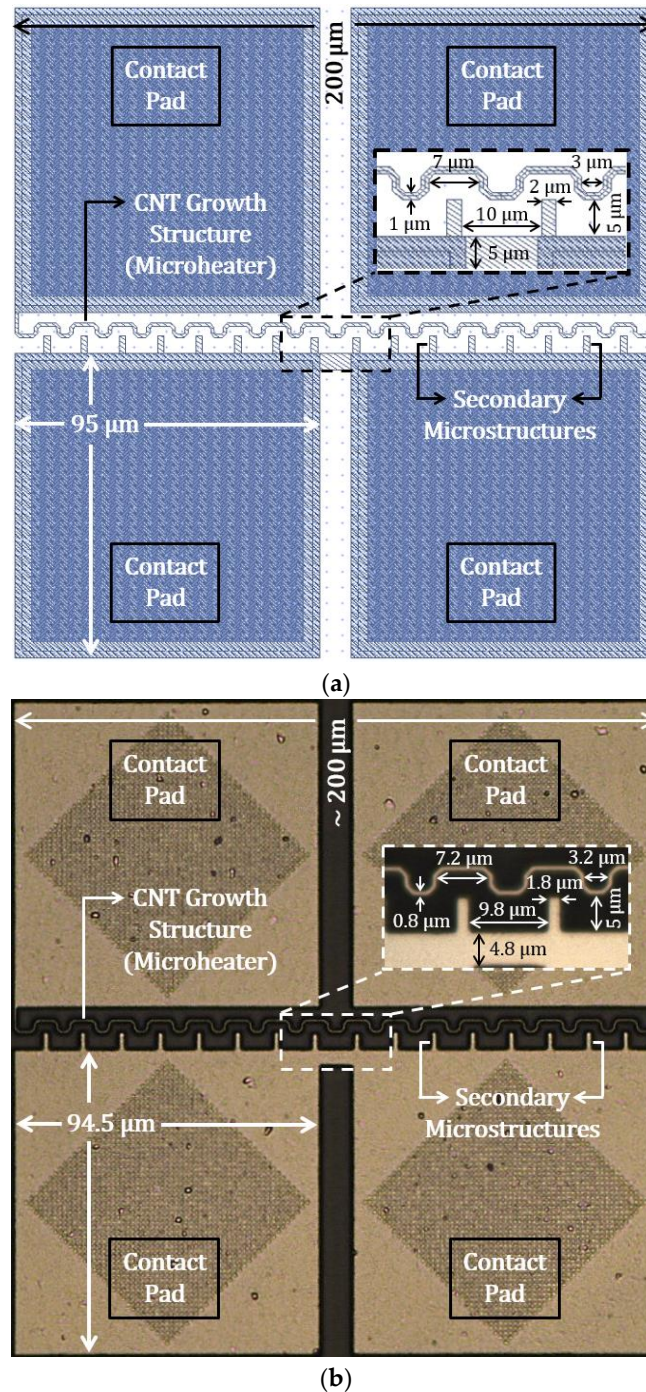 200 µm
Contact
Pad
Contact
Pad
CNT Growth
Structure
(Microheater)
7 µm
3 µm
2 µm
1 µm
10 µm
5 µm
5 µm
95 µm
Secondary
Microstructures
Contact
Pad
Contact
Pad
(a)
~ 200 µm
Contact
Pad
Contact
Pad
CNT Growth
Structure
(Microheater)
7.2 µm
3.2 µm
1.8 µm
0.8 µm
9.8 µm
5 µm
4.8 µm
94.5 µm
Secondary
Microstructures
Contact
Pad
Contact
Pad
(b)